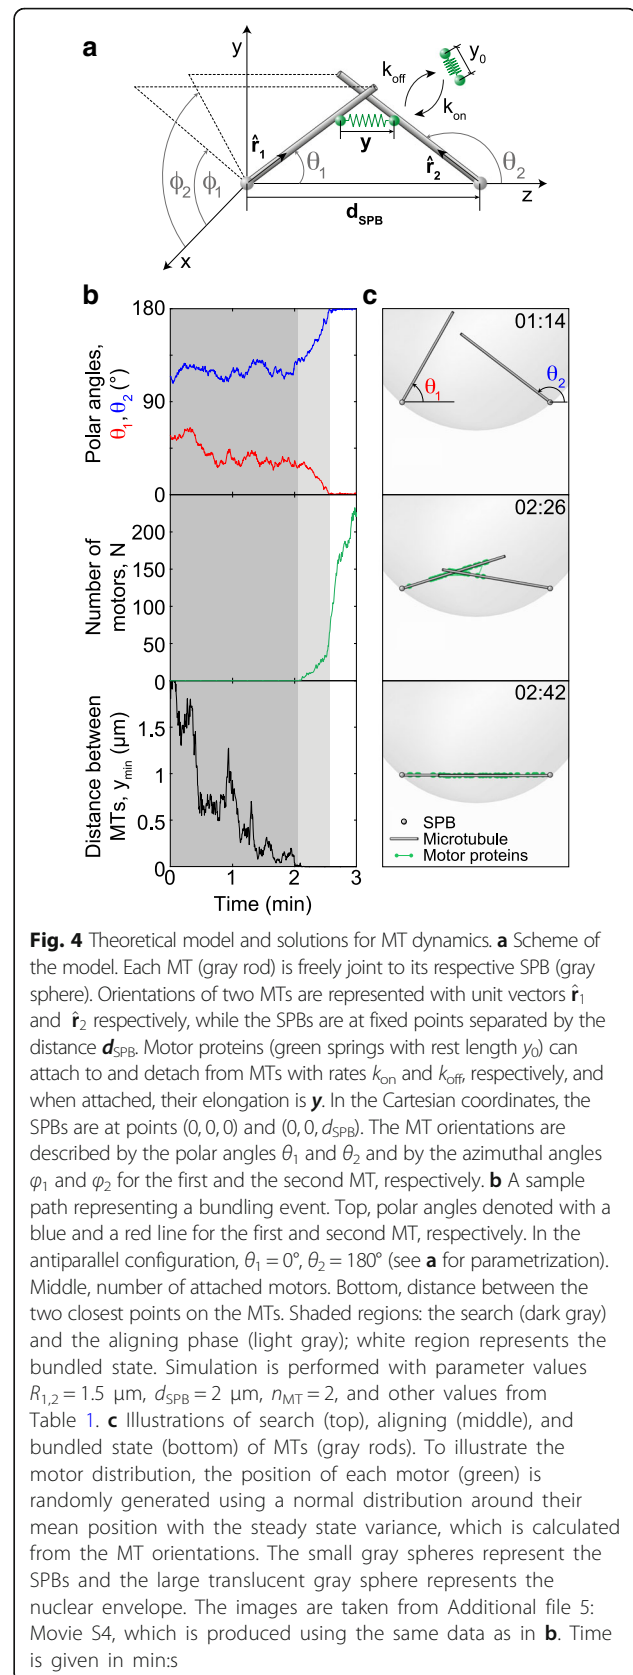 a
y
k_off
y_0
k_on
r̂_1
θ_1
y
r̂_2
θ_2
ϕ_2
ϕ_1
d_SPB
z
x
b
c
180
90
0
Polar angles,
θ_1, θ_2 (°)
200
150
100
50
0
Number of
motors, N
1.5
1
0.5
0
Distance between
MTs, y_min (μm)
0 1 2 3
Time (min)
01:14
θ_1
θ_2
02:26
02:42
SPB
Microtubule
Motor proteins
Fig. 4 Theoretical model and solutions for MT dynamics. a Scheme of
the model. Each MT (gray rod) is freely joint to its respective SPB (gray
sphere). Orientations of two MTs are represented with unit vectors r̂_1
and r̂_2 respectively, while the SPBs are at fixed points separated by the
distance d_SPB. Motor proteins (green springs with rest length y_0) can
attach to and detach from MTs with rates k_on and k_off, respectively, and
when attached, their elongation is y. In the Cartesian coordinates, the
SPBs are at points (0, 0, 0) and (0, 0, d_SPB). The MT orientations are
described by the polar angles θ_1 and θ_2 and by the azimuthal angles
φ_1 and φ_2 for the first and the second MT, respectively. b A sample
path representing a bundling event. Top, polar angles denoted with a
blue and a red line for the first and second MT, respectively. In the
antiparallel configuration, θ_1 = 0°, θ_2 = 180° (see a for parametrization).
Middle, number of attached motors. Bottom, distance between the
two closest points on the MTs. Shaded regions: the search (dark gray)
and the aligning phase (light gray); white region represents the
bundled state. Simulation is performed with parameter values
R_1,2 = 1.5 μm, d_SPB = 2 μm, n_MT = 2, and other values from
Table 1. c Illustrations of search (top), aligning (middle), and
bundled state (bottom) of MTs (gray rods). To illustrate the
motor distribution, the position of each motor (green) is
randomly generated using a normal distribution around their
mean position with the steady state variance, which is calculated
from the MT orientations. The small gray spheres represent the
SPBs and the large translucent gray sphere represents the
nuclear envelope. The images are taken from Additional file 5:
Movie S4, which is produced using the same data as in b. Time
is given in min:s